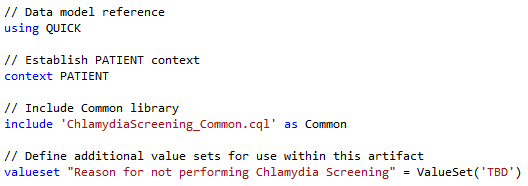 // Data model reference
using QUICK
// Establish PATIENT context
context PATIENT
// Include Common library
include 'ChlamydiaScreening_Common.cql' as Common
// Define additional value sets for use within this artifact
valueset "Reason for not performing Chlamydia Screening" = ValueSet('TBD')